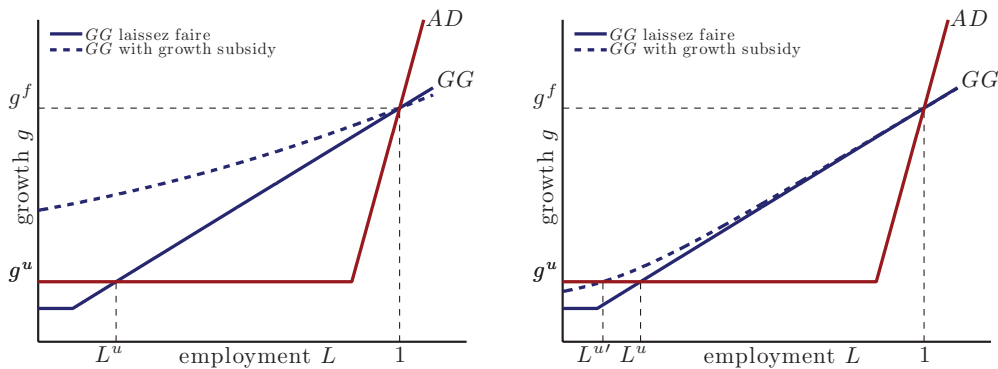 AD
GG laissez faire
GG with growth subsidy
GG
g^f
growth g
g^u
L^u
employment L
1
AD
GG laissez faire
GG with growth subsidy
GG
g^f
growth g
g^u
L^u′
L^u
employment L
1